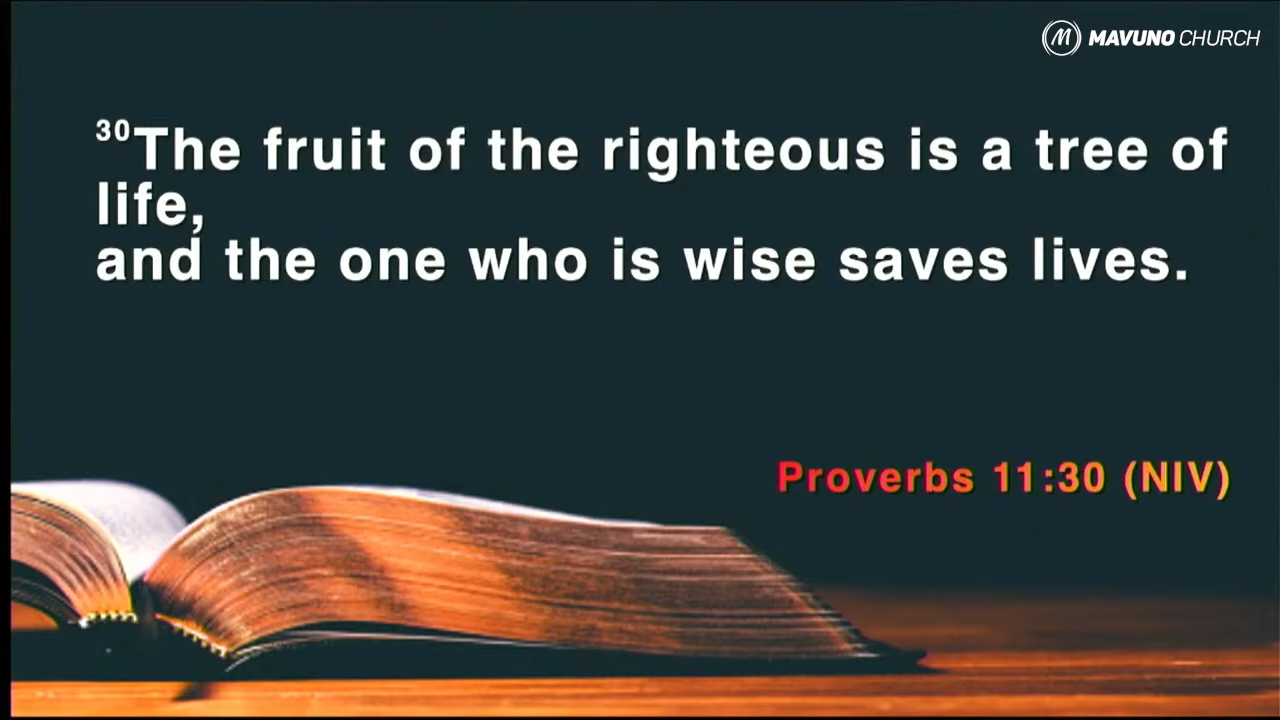 MAVUNO CHURCH
30The fruit of the righteous is a tree of
life,
and the one who is wise saves lives.
Proverbs 11:30 (NIV)